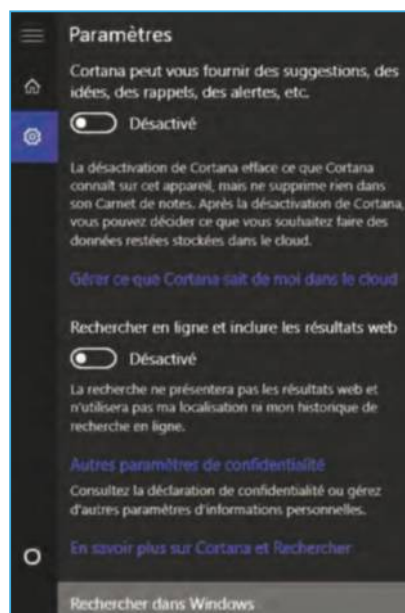 Paramètres
Cortana peut vous fournir des suggestions, des
idées, des rappels, des alertes, etc.
Désactivé
La désactivation de Cortana efface ce que Cortana
connaît sur cet appareil, mais ne supprime rien dans
son Carnet de notes. Après la désactivation de Cortana,
vous pouvez décider ce que vous souhaitez faire des
données restées stockées dans le cloud.
Gérer ce que Cortana sait de moi dans le cloud
Rechercher en ligne et inclure les résultats web
Désactivé
La recherche ne présentera pas les résultats web et
n'utilisera pas ma localisation ni mon historique de
recherche en ligne.
Autres paramètres de confidentialité
Consultez la déclaration de confidentialité ou gérez
d'autres paramètres d'informations personnelles.
En savoir plus sur Cortana et Rechercher
Rechercher dans Windows